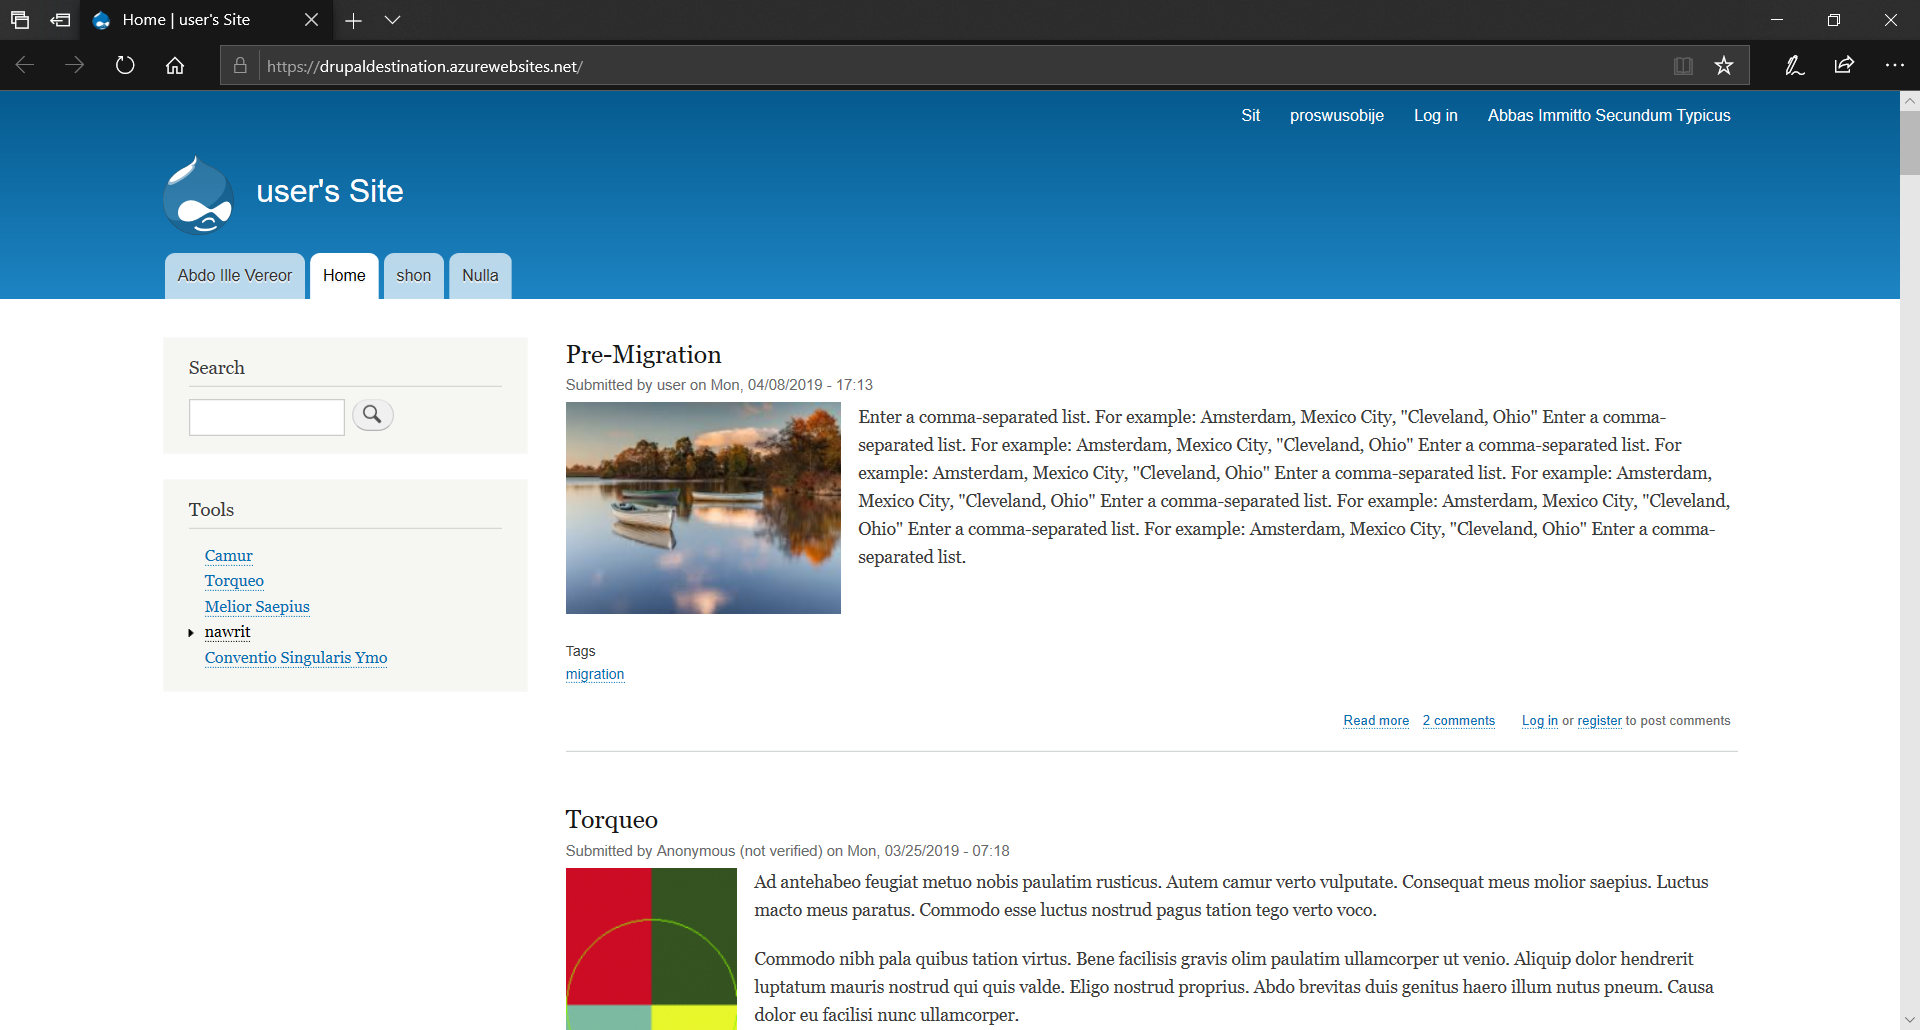 Home | user's Site
https://drupaldestination.azurewebsites.net/
Sit proswusobije Log in Abbas Immitto Secundum Typicus
user's Site
Abdo Ille Vereor Home shon Nulla
Search
Tools
Camur
Torqueo
Melior Saepius
nawrit
Conventio Singularis Ymo
Pre-Migration
Submitted by user on Mon, 04/08/2019 - 17:13
Enter a comma-separated list. For example: Amsterdam, Mexico City, "Cleveland, Ohio" Enter a comma-
separated list. For example: Amsterdam, Mexico City, "Cleveland, Ohio" Enter a comma-separated list. For
example: Amsterdam, Mexico City, "Cleveland, Ohio" Enter a comma-separated list. For example: Amsterdam,
Mexico City, "Cleveland, Ohio" Enter a comma-separated list. For example: Amsterdam, Mexico City, "Cleveland,
Ohio" Enter a comma-separated list. For example: Amsterdam, Mexico City, "Cleveland, Ohio" Enter a comma-
separated list.
Tags
migration
Read more 2 comments Log in or register to post comments
Torqueo
Submitted by Anonymous (not verified) on Mon, 03/25/2019 - 07:18
Ad antehabeo feugiat metuo nobis paulatim rusticus. Autem camur verto vulputate. Consequat meus molior saepius. Luctus
macto meus paratus. Commodo esse luctus nostrud pagus tation tego verto voco.
Commodo nibh pala quibus tation virtus. Bene facilisis gravis olim paulatim ullamcorper ut venio. Aliquip dolor hendrerit
luptatum mauris nostrud qui quis valde. Eligo nostrud proprius. Abdo brevitas duis genitus haero illum nutus pneum. Causa
dolor eu facilisi nunc ullamcorper.